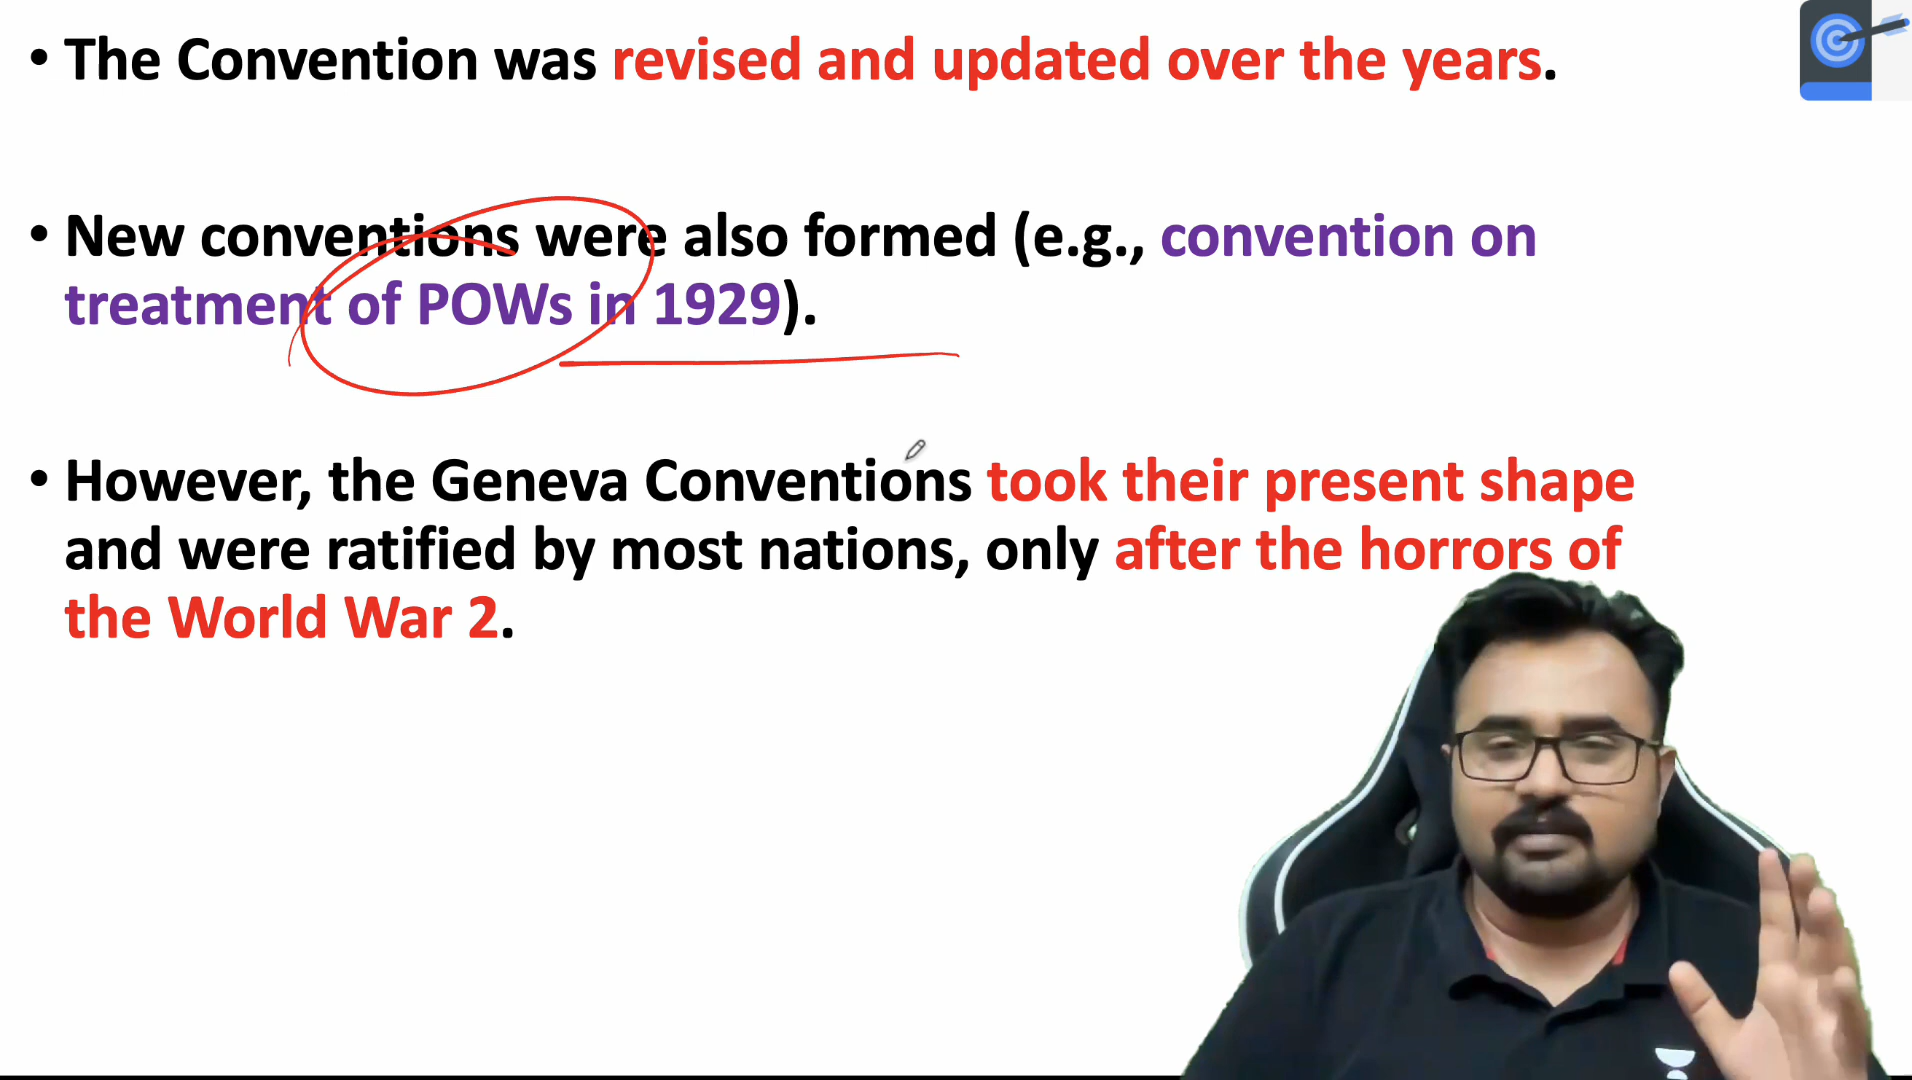 • The Convention was revised and updated over the years.
• New conventions were also formed (e.g., convention on
treatment of POWs in 1929).
• However, the Geneva Conventions took their present shape
and were ratified by most nations, only after the horrors of
the World War 2.